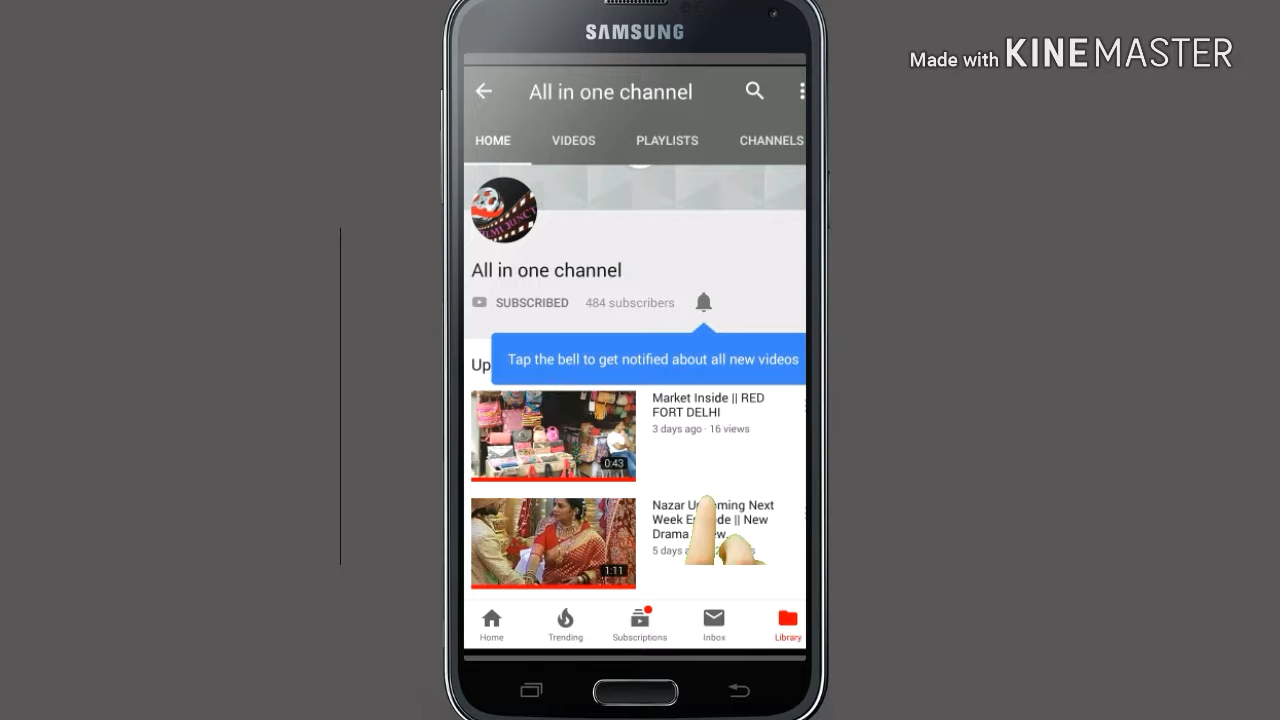 SAMSUNG
Made with KINEMASTER
All in one channel
HOME VIDEOS PLAYLISTS CHANNELS
All in one channel
SUBSCRIBED 484 subscribers
Tap the bell to get notified about all new videos
Up
Market Inside || RED
FORT DELHI
3 days ago · 16 views
0:43
Nazar
Next
Week
|| New
Drama
5 days
1:11
Home Trending Subscriptions Inbox Library